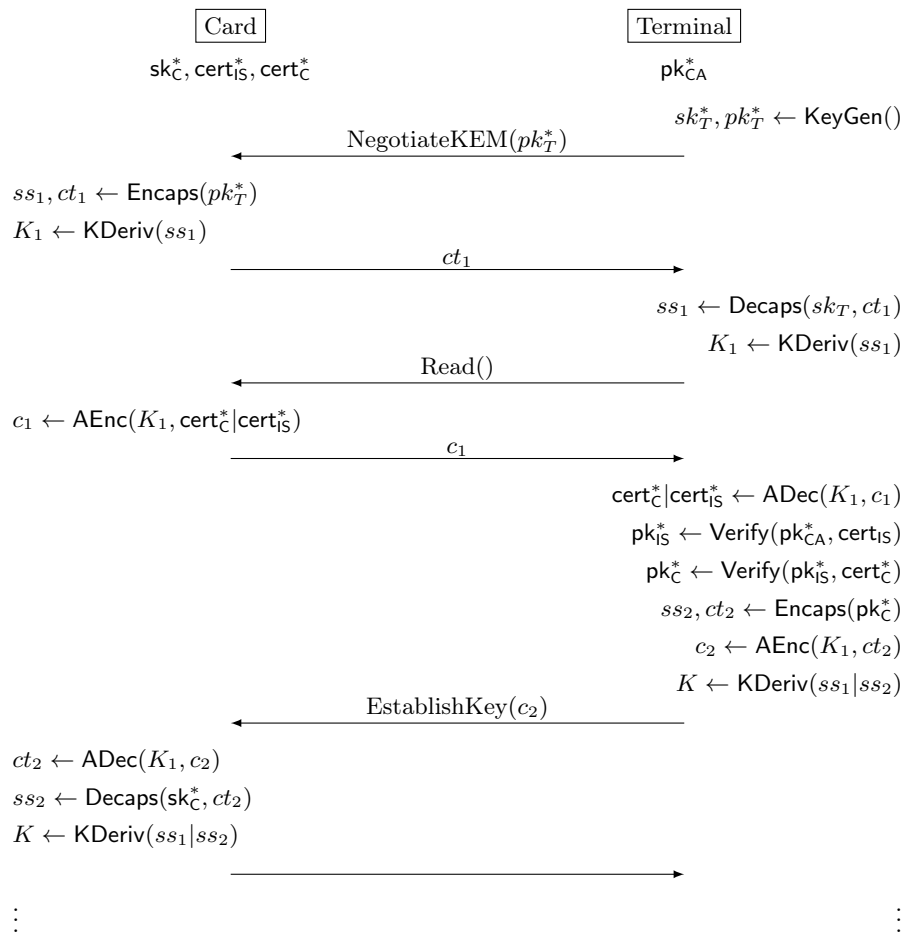 Card Terminal
sk*_C, cert*_IS, cert*_C pk*_CA
sk*_T, pk*_T ← KeyGen()
NegotiateKEM(pk*_T)
ss_1, ct_1 ← Encaps(pk*_T)
K_1 ← KDeriv(ss_1)
ct_1
ss_1 ← Decaps(sk_T, ct_1)
K_1 ← KDeriv(ss_1)
Read()
c_1 ← AEnc(K_1, cert*_C|cert*_IS)
c_1
cert*_C|cert*_IS ← ADec(K_1, c_1)
pk*_IS ← Verify(pk*_CA, cert_IS)
pk*_C ← Verify(pk*_IS, cert*_C)
ss_2, ct_2 ← Encaps(pk*_C)
c_2 ← AEnc(K_1, ct_2)
K ← KDeriv(ss_1|ss_2)
EstablishKey(c_2)
ct_2 ← ADec(K_1, c_2)
ss_2 ← Decaps(sk*_C, ct_2)
K ← KDeriv(ss_1|ss_2)
⋮ ⋮